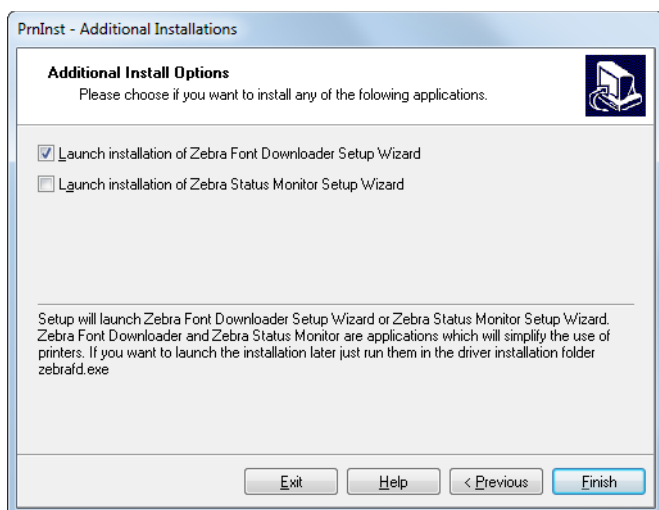 PrnInst - Additional Installations
Additional Install Options
Please choose if you want to install any of the folowing applications.
Launch installation of Zebra Font Downloader Setup Wizard
Launch installation of Zebra Status Monitor Setup Wizard
Setup will launch Zebra Font Downloader Setup Wizard or Zebra Status Monitor Setup Wizard.
Zebra Font Downloader and Zebra Status Monitor are applications which will simplify the use of
printers. If you want to launch the installation later just run them in the driver installation folder
zebrafd.exe
Exit Help < Previous Finish